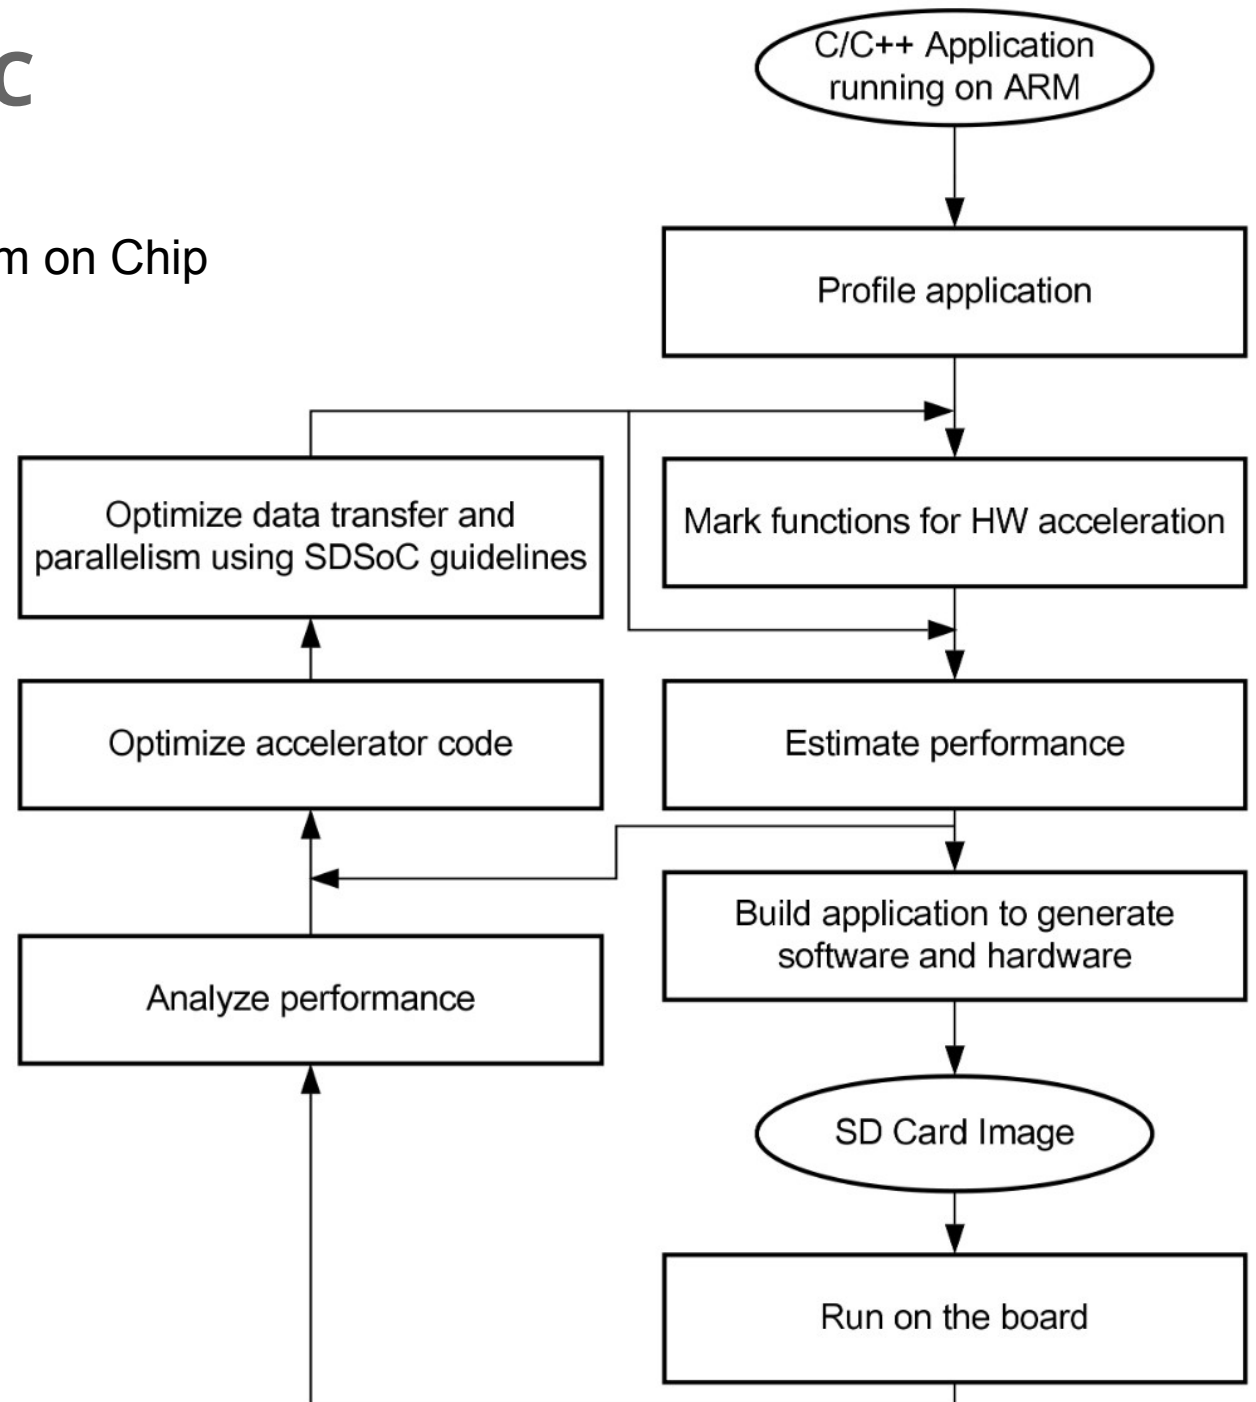 C
m on Chip
C/C++ Application
running on ARM
Profile application
Mark functions for HW acceleration
Estimate performance
Build application to generate
software and hardware
SD Card Image
Run on the board
Optimize data transfer and
parallelism using SDSoC guidelines
Optimize accelerator code
Analyze performance